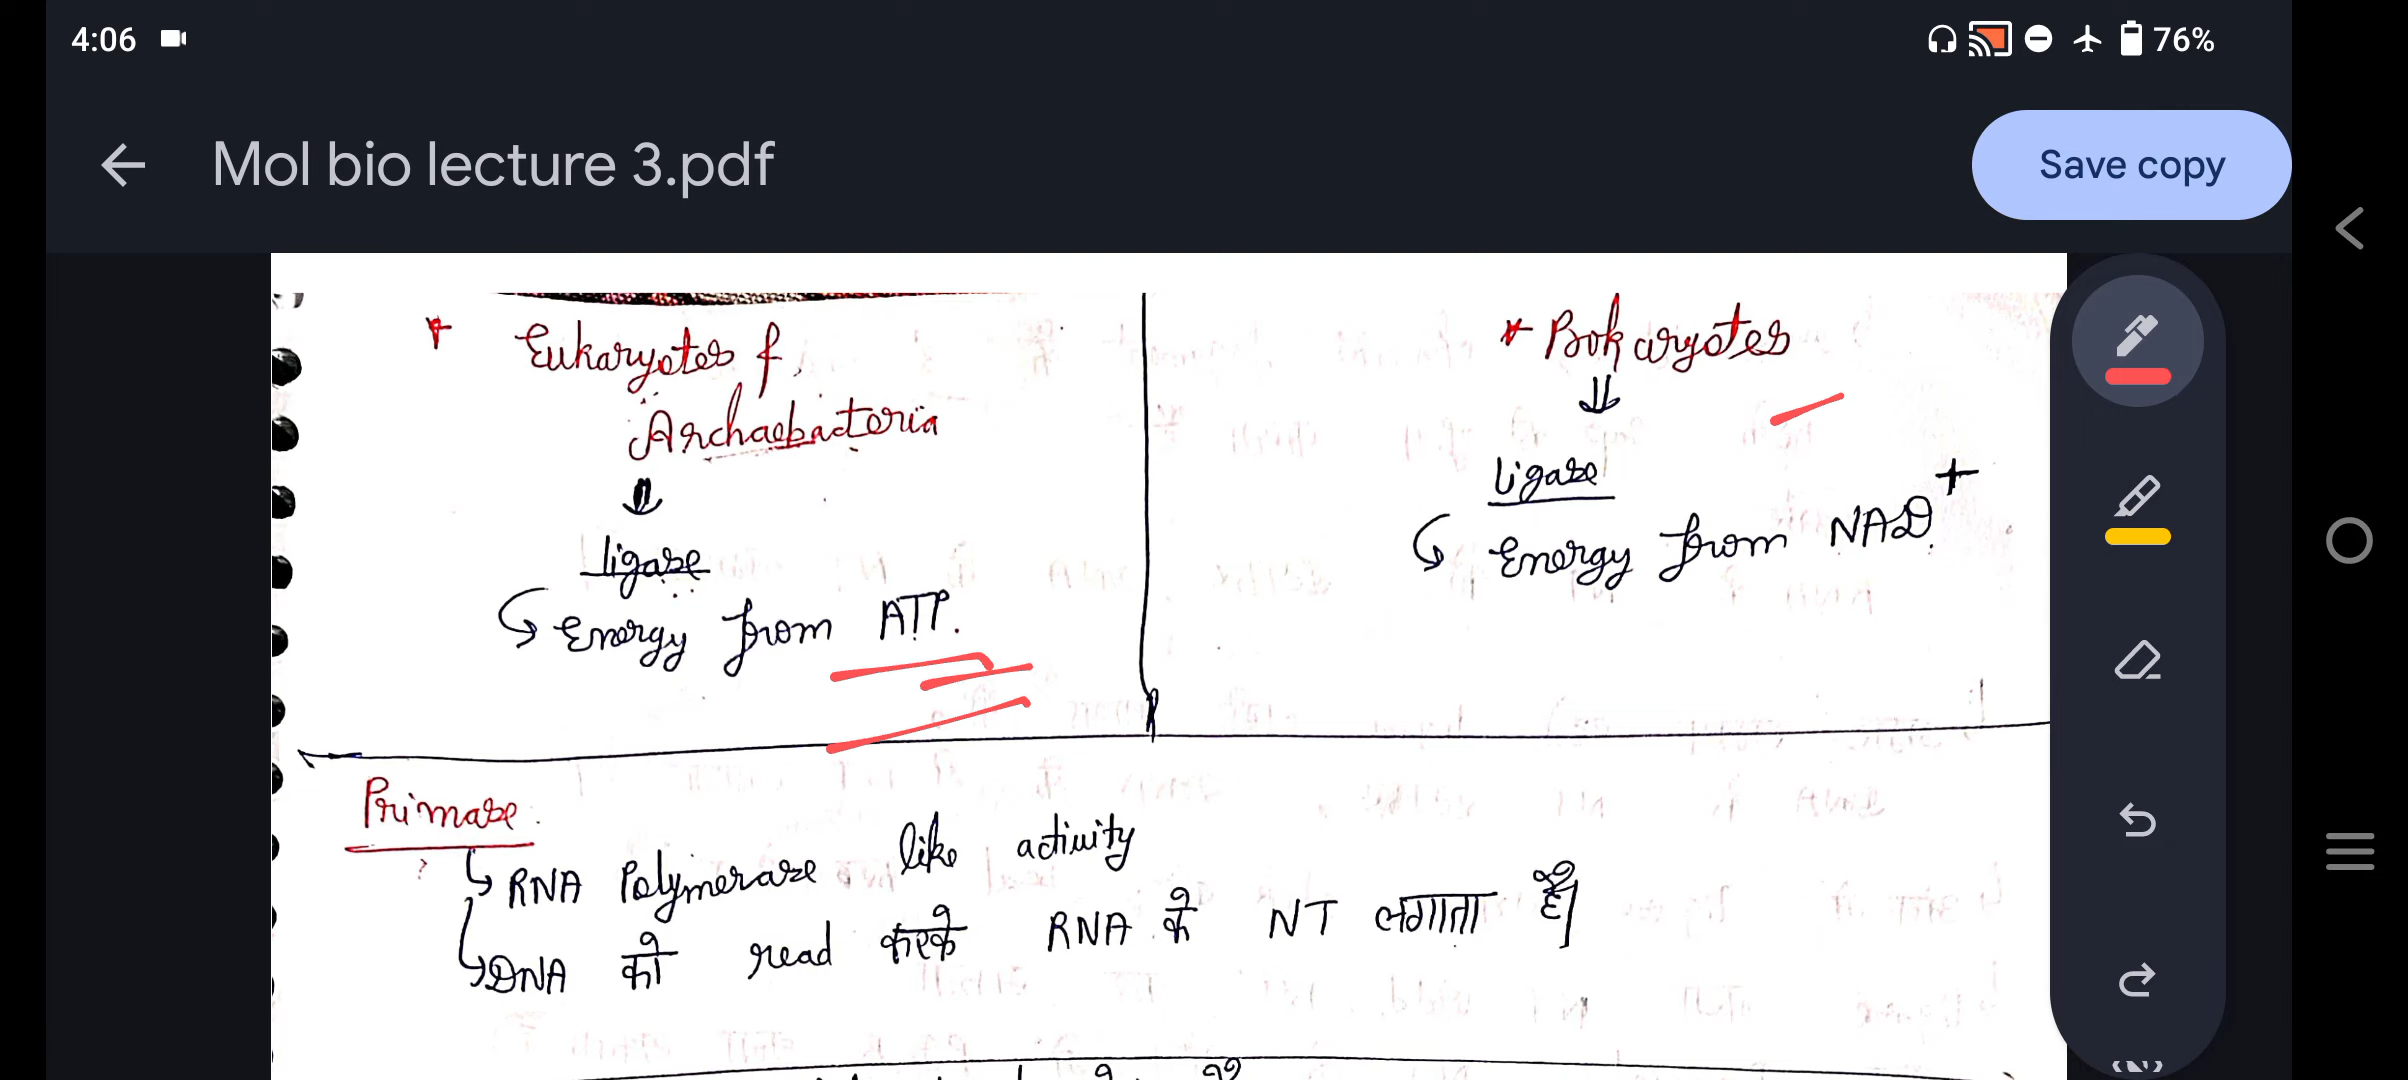 4:06 76%
Mol bio lecture 3.pdf
Save copy
* Eukaryotes &
Archaebacteria
ligase
Energy from ATP.
* Prokaryotes
ligase
Energy from NAD+
Primase
RNA Polymerase like activity
DNA को read करके RNA के NT लगाता है|